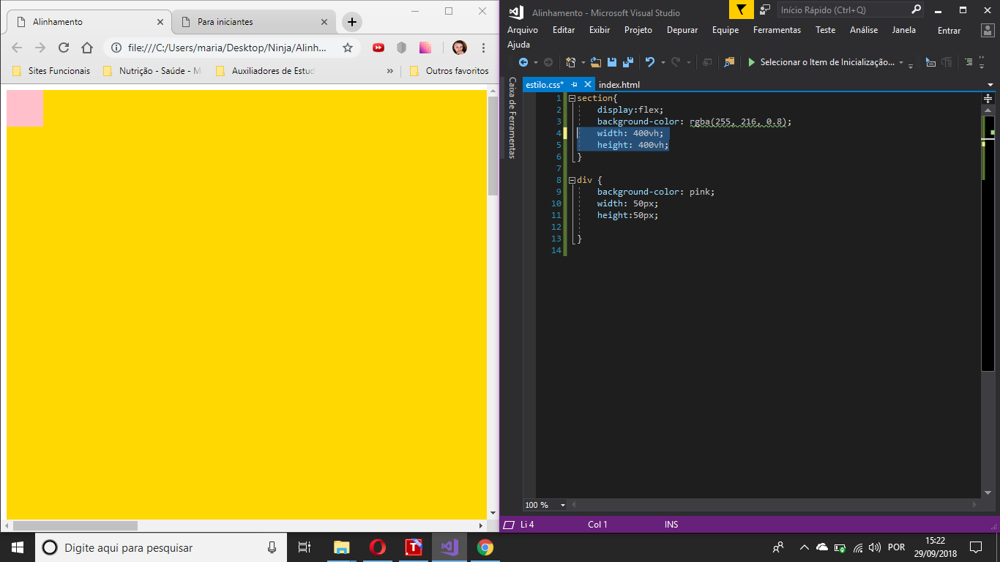 Alinhamento
Para iniciantes
file:///C:/Users/maria/Desktop/Ninja/Alinh...
Sites Funcionais
Nutrição - Saúde - M
Auxiliadores de Estud
»
Outros favoritos
Alinhamento - Microsoft Visual Studio
Início Rápido (Ctrl+Q)
Arquivo Editar Exibir Projeto Depurar Equipe Ferramentas Teste Análise Janela Entrar
Ajuda
Selecionar o Item de Inicialização...
Caixa de Ferramentas
estilo.css* index.html
1 section{
2 display:flex;
3 background-color: rgba(255, 216, 0.8);
4 width: 400vh;
5 height: 400vh;
6 }
7
8 div {
9 background-color: pink;
10 width: 50px;
11 height:50px;
12
13 }
14
100 %
Li 4 Col 1 INS
Digite aqui para pesquisar
T
POR
15:22
29/09/2018